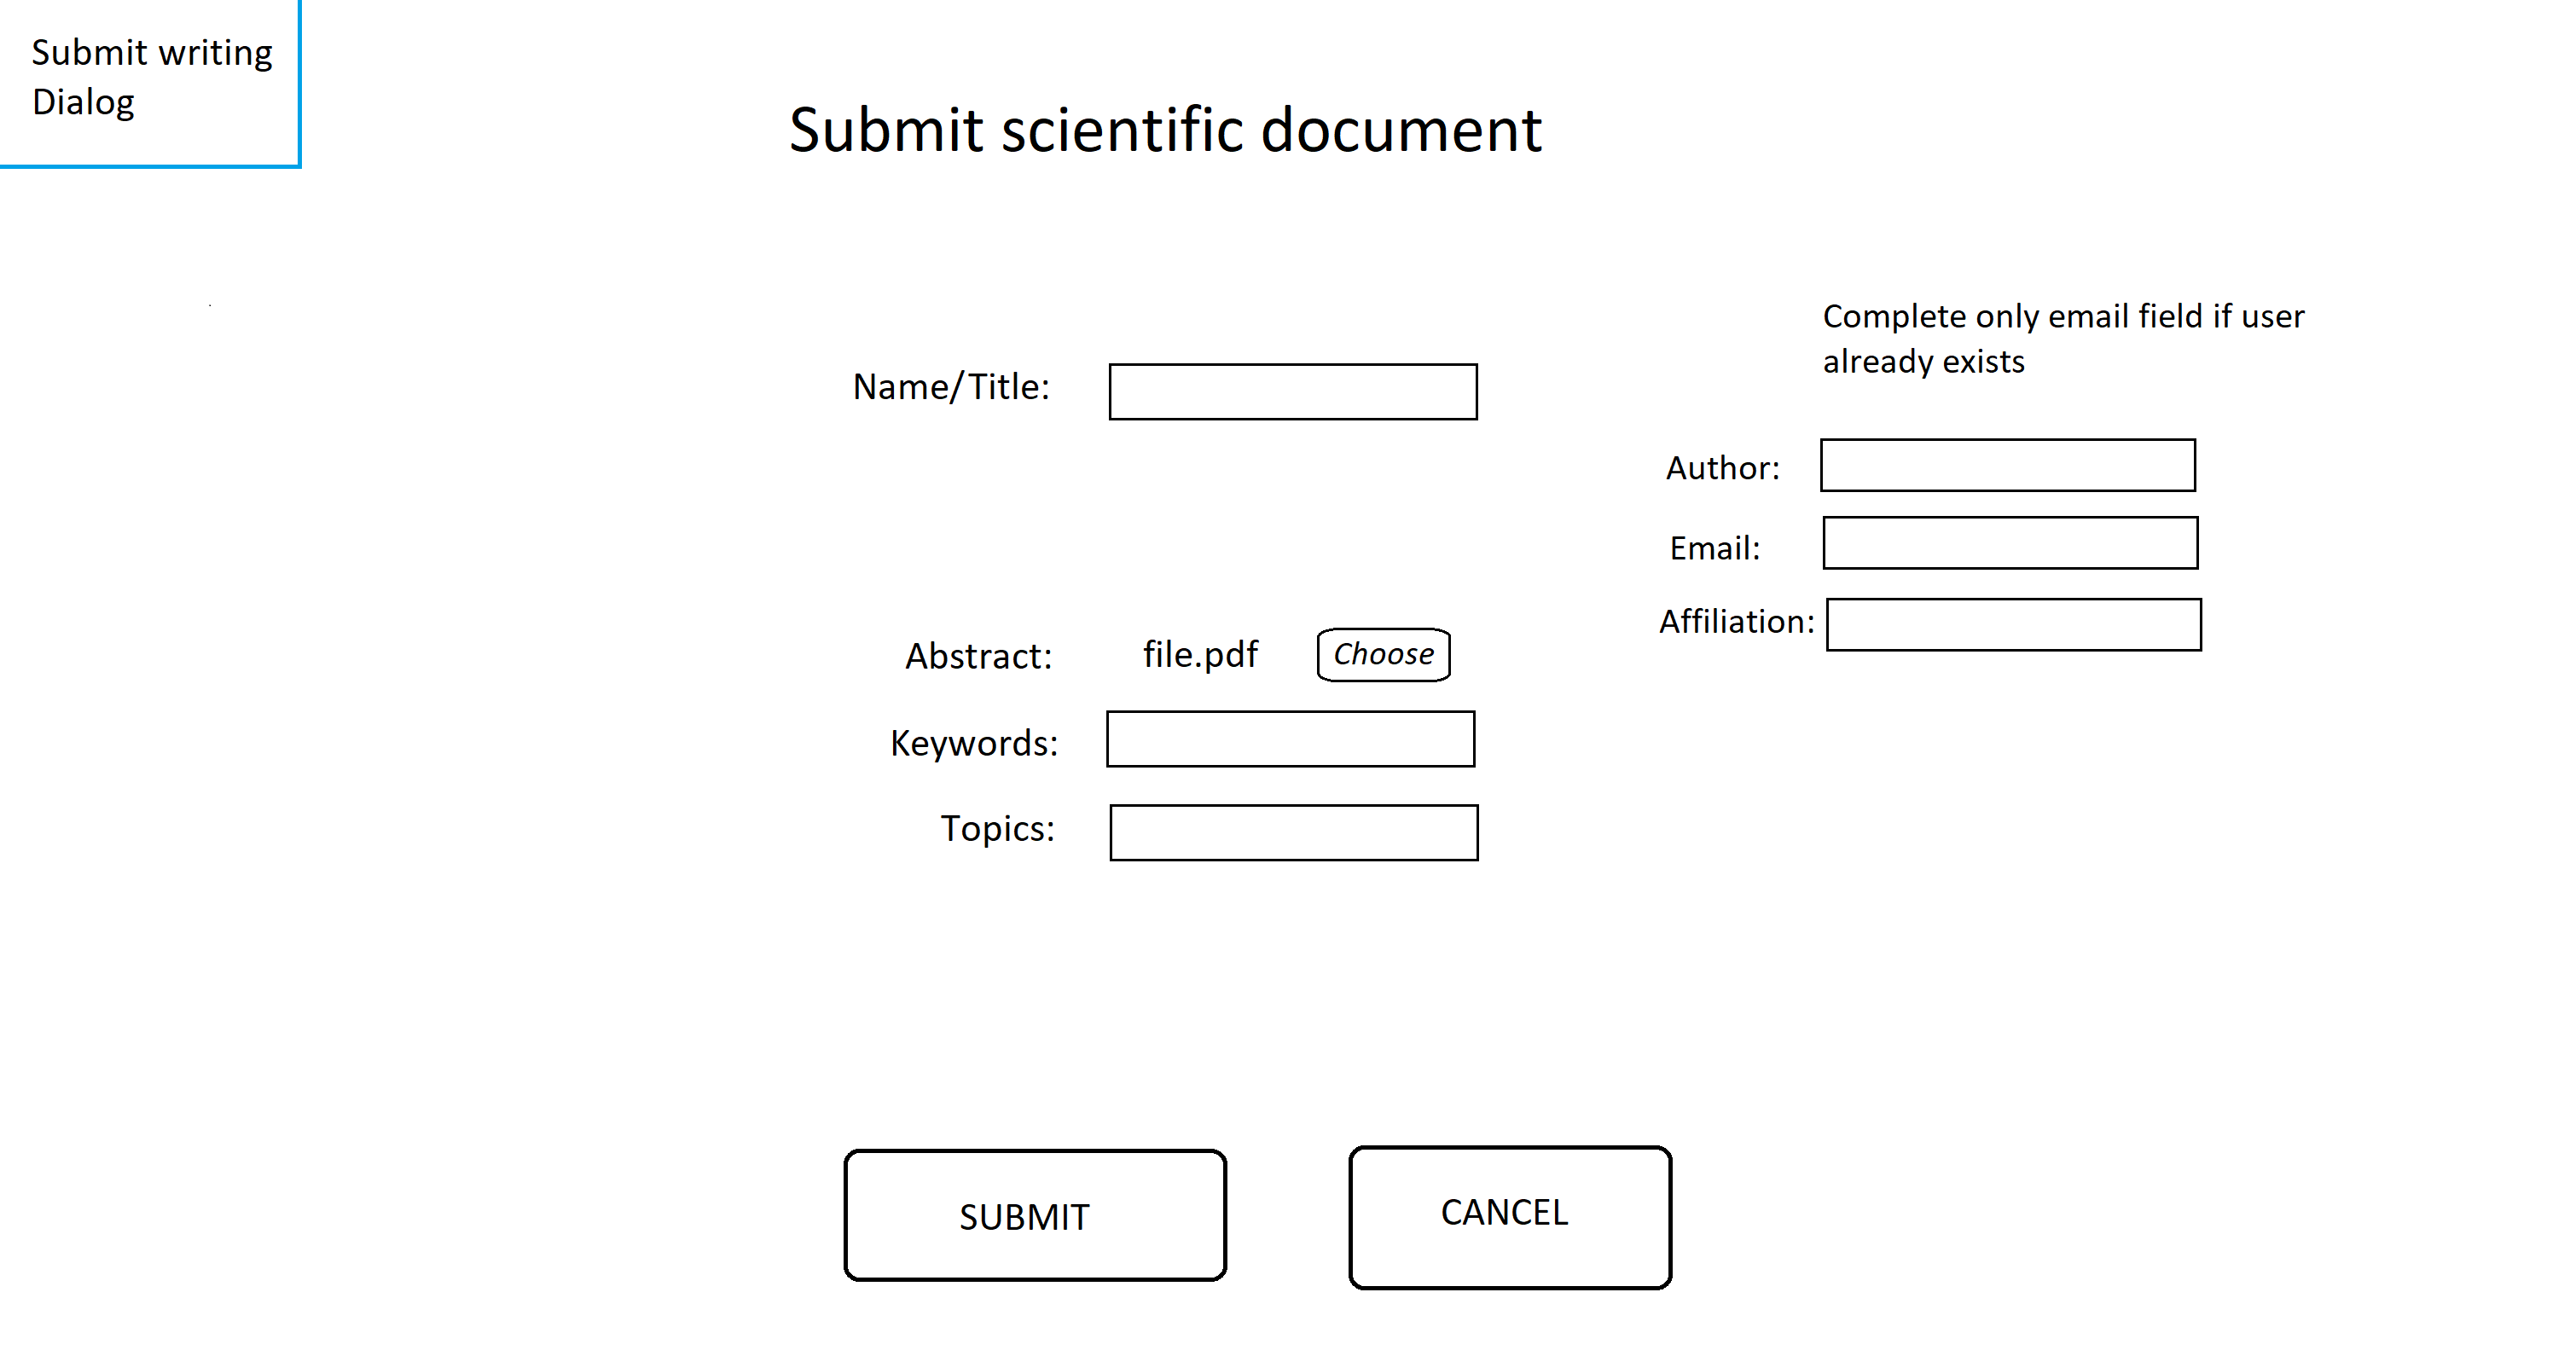 Submit writing
Dialog
Submit scientific document
Name/Title:
Complete only email field if user
already exists
Author:
Email:
Affiliation:
Abstract: file.pdf Choose
Keywords:
Topics:
SUBMIT
CANCEL